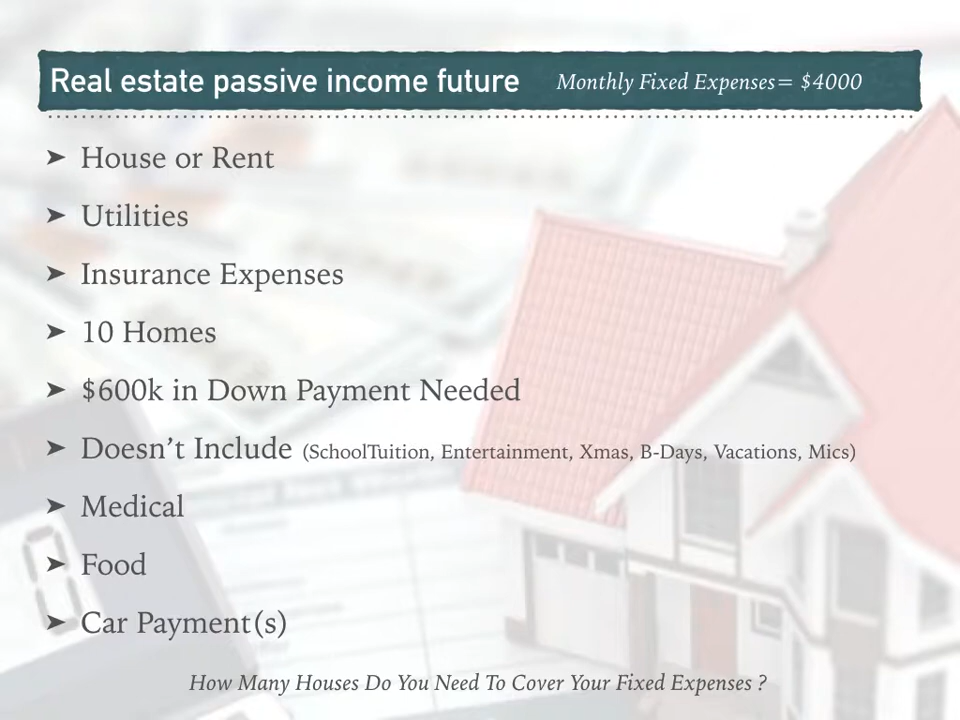 Real estate passive income future Monthly Fixed Expenses= $4000
➤ House or Rent
➤ Utilities
➤ Insurance Expenses
➤ 10 Homes
➤ $600k in Down Payment Needed
➤ Doesn't Include (SchoolTuition, Entertainment, Xmas, B-Days, Vacations, Mics)
➤ Medical
➤ Food
➤ Car Payment(s)
How Many Houses Do You Need To Cover Your Fixed Expenses ?